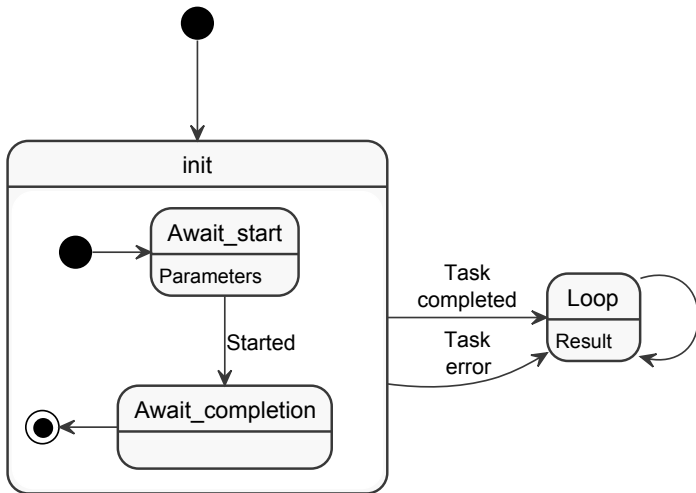 init
Await_start
Parameters
Started
Await_completion
Task
completed
Task
error
Loop
Result